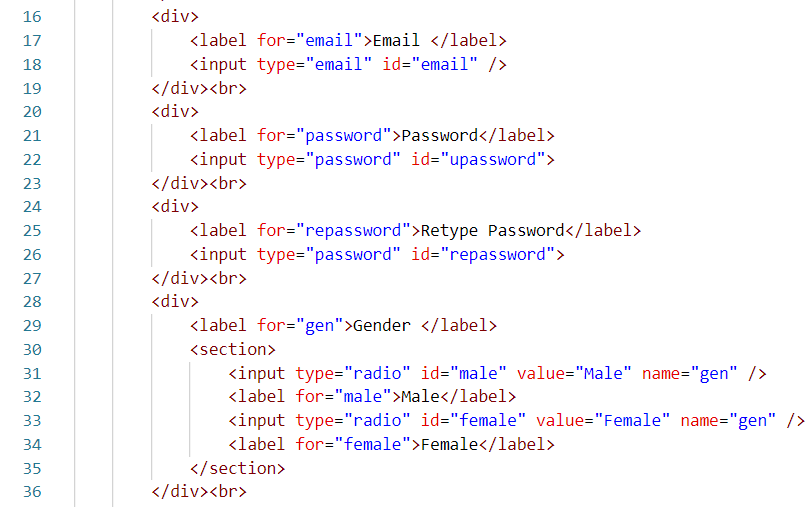 16 <div>
17 <label for="email">Email </label>
18 <input type="email" id="email" />
19 </div><br>
20 <div>
21 <label for="password">Password</label>
22 <input type="password" id="upassword">
23 </div><br>
24 <div>
25 <label for="repassword">Retype Password</label>
26 <input type="password" id="repassword">
27 </div><br>
28 <div>
29 <label for="gen">Gender </label>
30 <section>
31 <input type="radio" id="male" value="Male" name="gen" />
32 <label for="male">Male</label>
33 <input type="radio" id="female" value="Female" name="gen" />
34 <label for="female">Female</label>
35 </section>
36 </div><br>